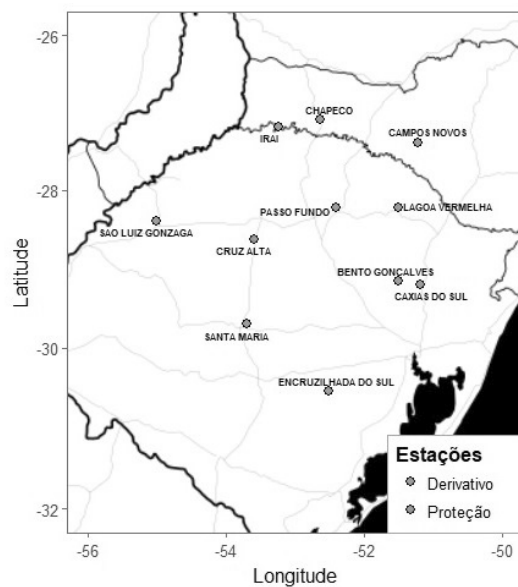 -26
CHAPECO
IRAI
CAMPOS NOVOS
-28
PASSO FUNDO
LAGOA VERMELHA
SAO LUIZ GONZAGA
CRUZ ALTA
BENTO GONÇALVES
CAXIAS DO SUL
Latitude
-30
SANTA MARIA
ENCRUZILHADA DO SUL
Estações
Derivativo
Proteção
-32
-56
-54
-52
-50
Longitude